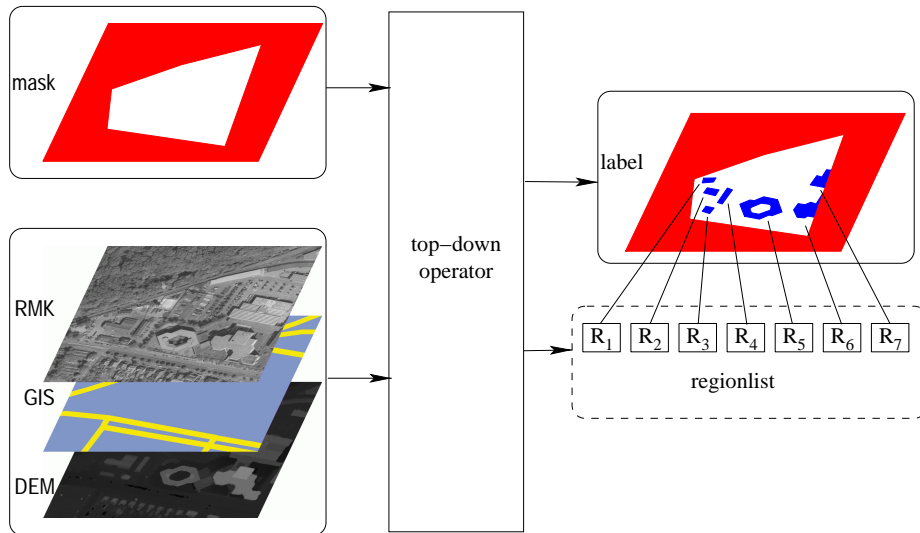 mask
RMK
GIS
DEM
top−down
operator
label
R1 R2 R3 R4 R5 R6 R7
regionlist